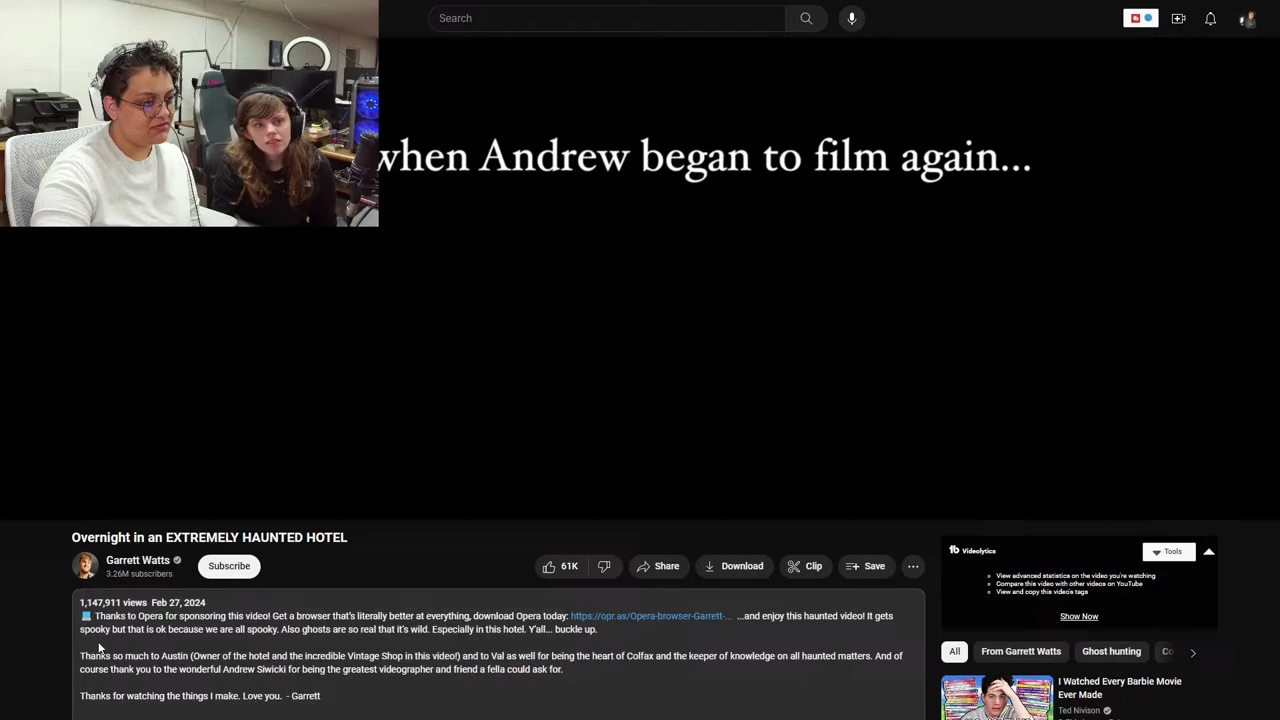 Search
when Andrew began to film again...
Overnight in an EXTREMELY HAUNTED HOTEL
Garrett Watts
3.26M subscribers
Subscribe
61K
Share
Download
Clip
Save
1,147,911 views Feb 27, 2024
Thanks to Opera for sponsoring this video! Get a browser that's literally better at everything, download Opera today: https://opr.as/Opera-browser-Garrett-... ...and enjoy this haunted video! It gets
spooky but that is ok because we are all spooky. Also ghosts are so real that it's wild. Especially in this hotel. Y'all... buckle up.
Thanks so much to Austin (Owner of the hotel and the incredible Vintage Shop in this video!) and to Val as well for being the heart of Colfax and the keeper of knowledge on all haunted matters. And of
course thank you to the wonderful Andrew Siwicki for being the greatest videographer and friend a fella could ask for.
Thanks for watching the things I make. Love you. - Garrett
tb Videolytics
Tools
View advanced statistics on the video you're watching
Compare this video with other videos on YouTube
View and copy this video's tags
Show Now
All
From Garrett Watts
Ghost hunting
Co
I Watched Every Barbie Movie
Ever Made
Ted Nivison